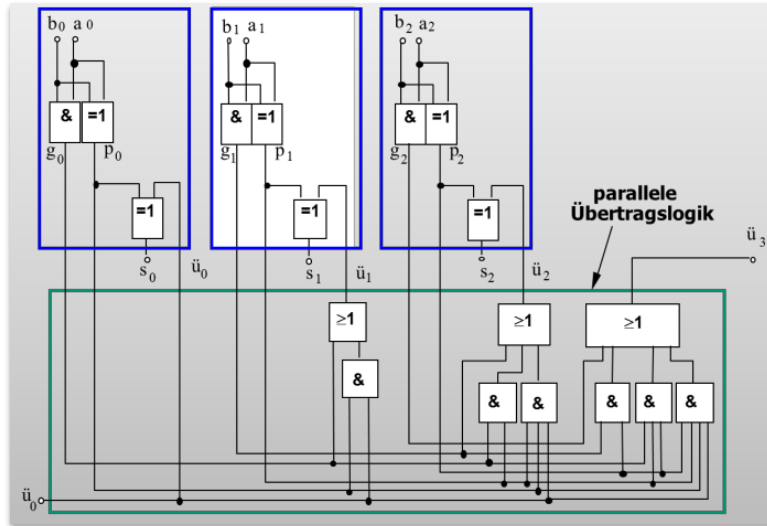 b₀ a₀ b₁ a₁ b₂ a₂
& =1 & =1 & =1
g₀ p₀ g₁ p₁ g₂ p₂
=1 =1 =1
parallele
Übertragslogik
ü₃
s₀ ü₀ s₁ ü₁ s₂ ü₂
≥1 ≥1 ≥1
&
& & & & &
ü₀